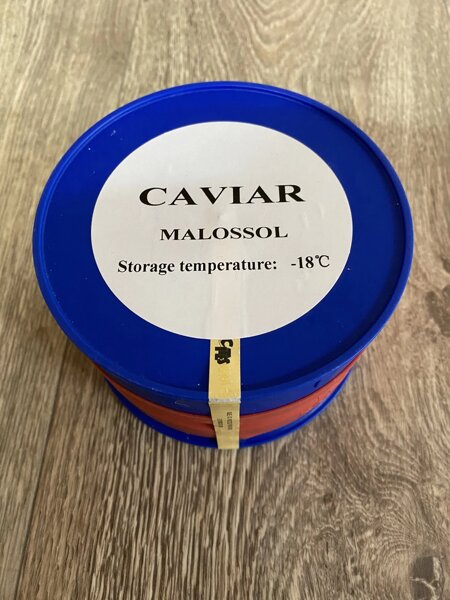 CAVIAR
MALOSSOL
Storage temperature: -18℃